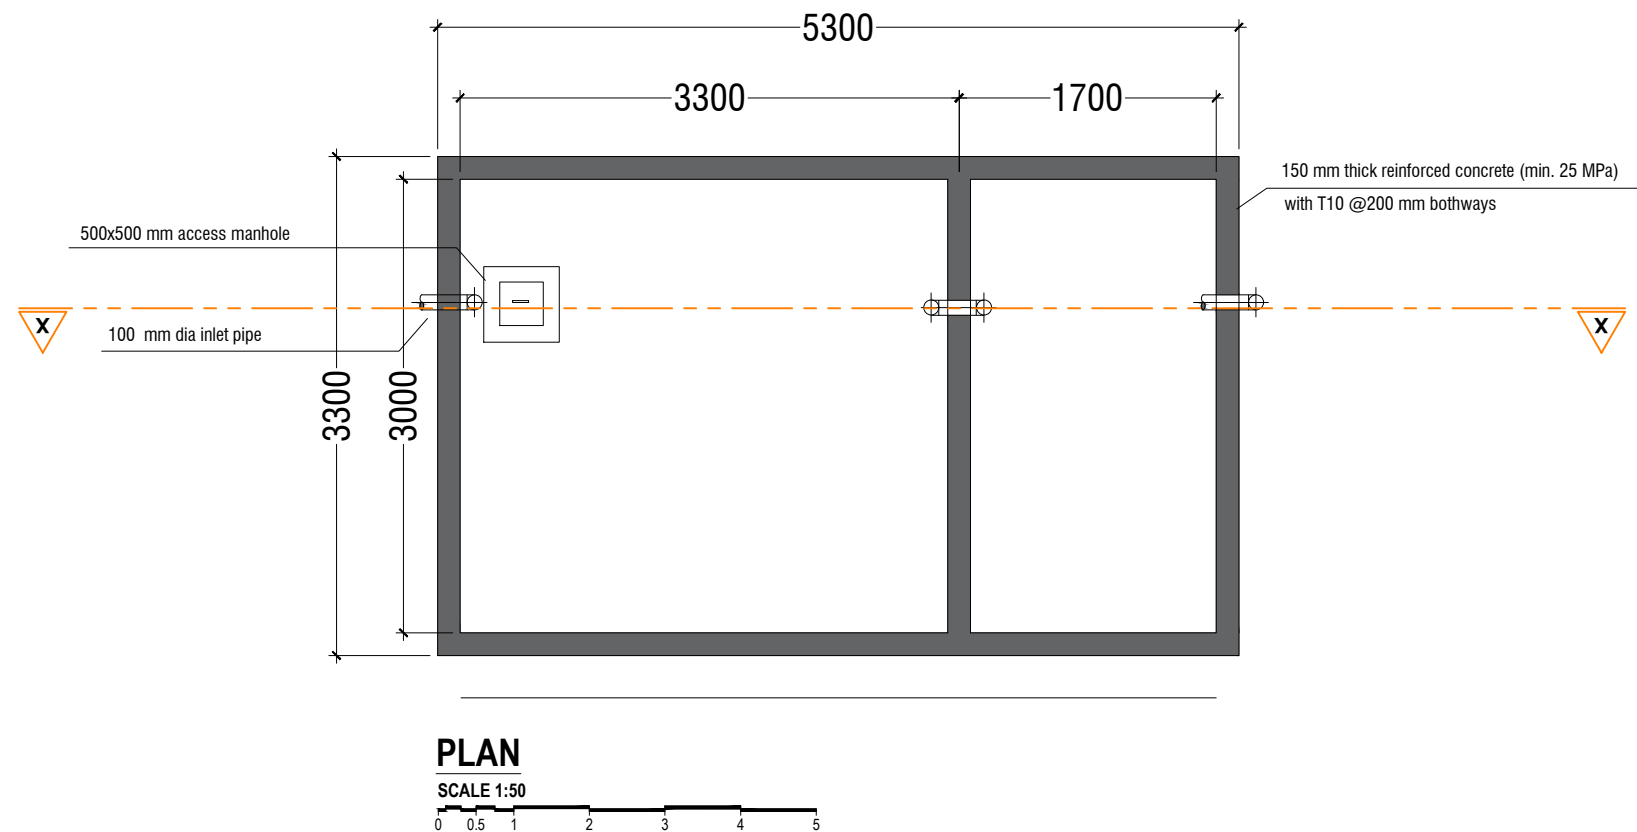 5300
3300
1700
150 mm thick reinforced concrete (min. 25 MPa)
with T10 @200 mm bothways
500x500 mm access manhole
X
X
100 mm dia inlet pipe
3300
3000
PLAN
SCALE 1:50
0 0.5 1 2 3 4 5